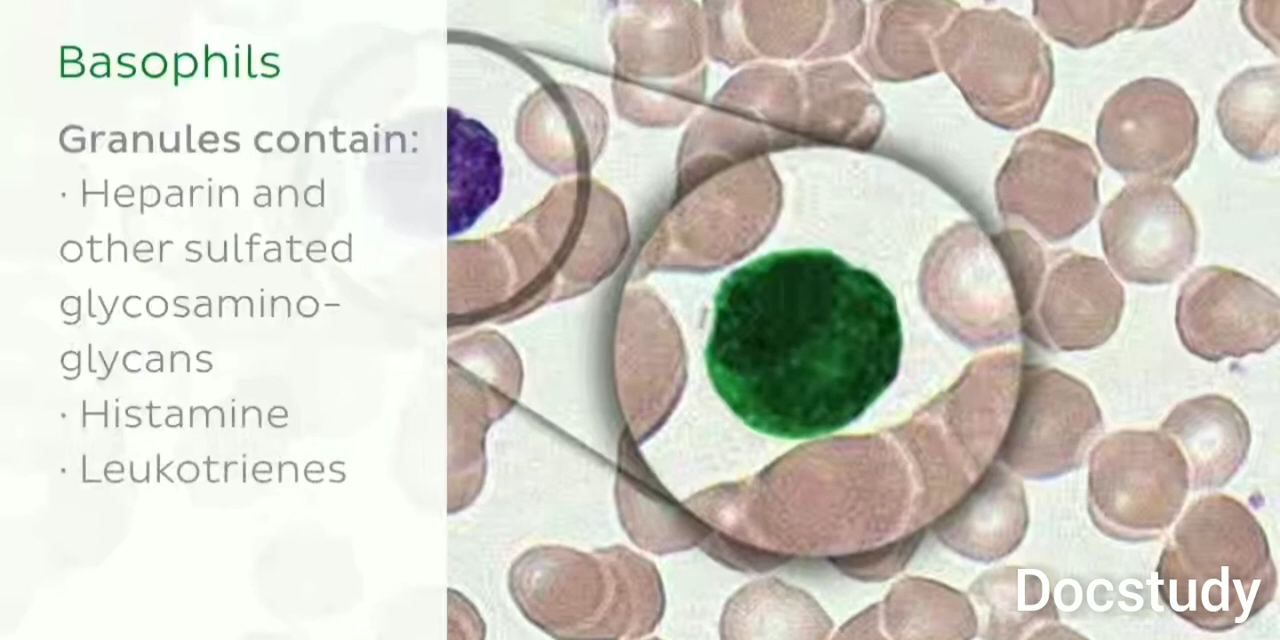 Basophils
Granules contain:
· Heparin and
other sulfated
glycosamino-
glycans
· Histamine
· Leukotrienes
Docstudy